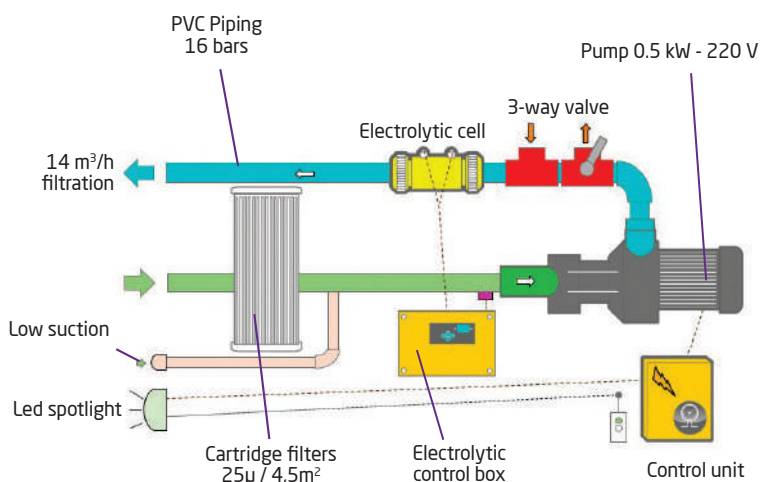 PVC Piping
16 bars
Pump 0.5 kW - 220 V
3-way valve
Electrolytic cell
14 m³/h
filtration
Low suction
Led spotlight
Cartridge filters
25µ / 4,5m²
Electrolytic
control box
Control unit